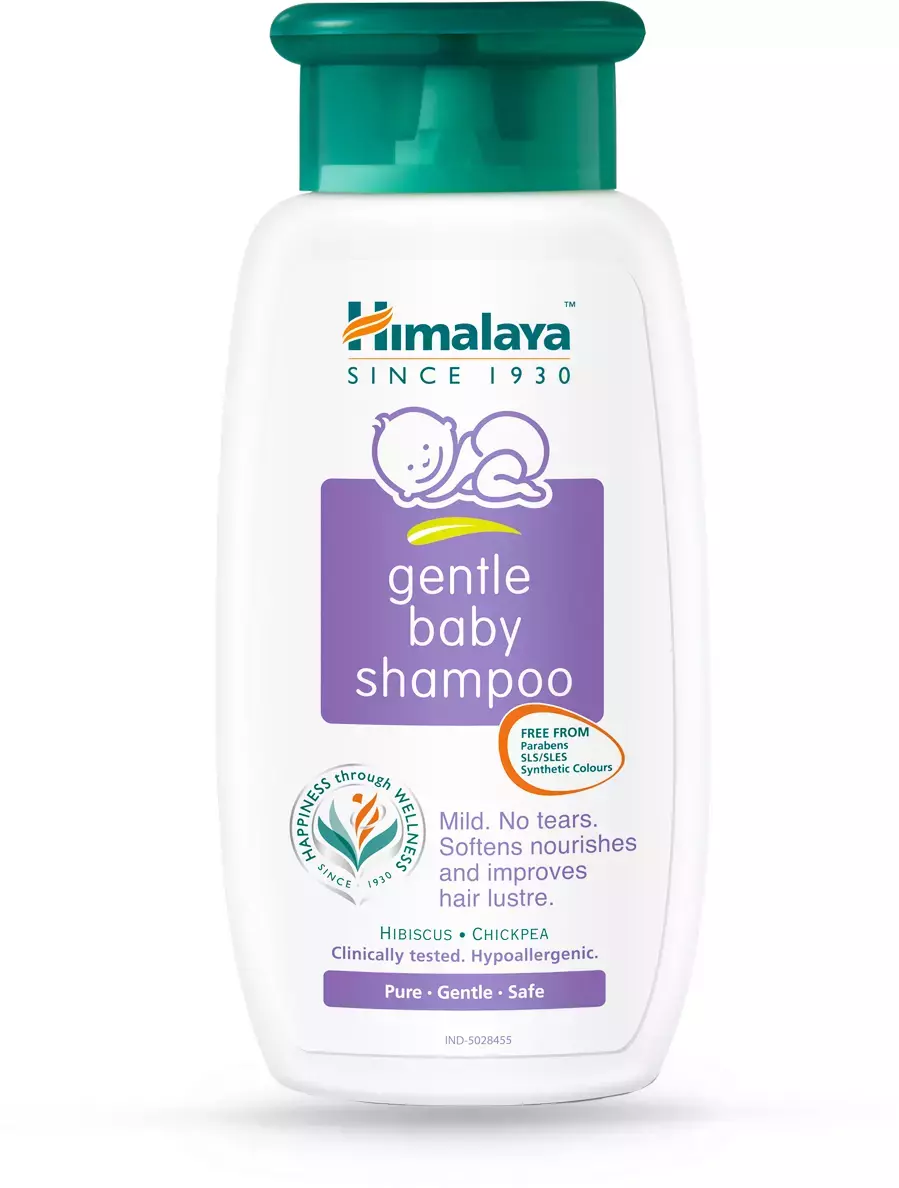 Himalaya™
SINCE 1930
gentle
baby
shampoo
FREE FROM
Parabens
SLS/SLES
Synthetic Colours
HAPPINESS through WELLNESS
SINCE 1930
Mild. No tears.
Softens nourishes
and improves
hair lustre.
HIBISCUS • CHICKPEA
Clinically tested. Hypoallergenic.
Pure · Gentle · Safe
IND-5028455